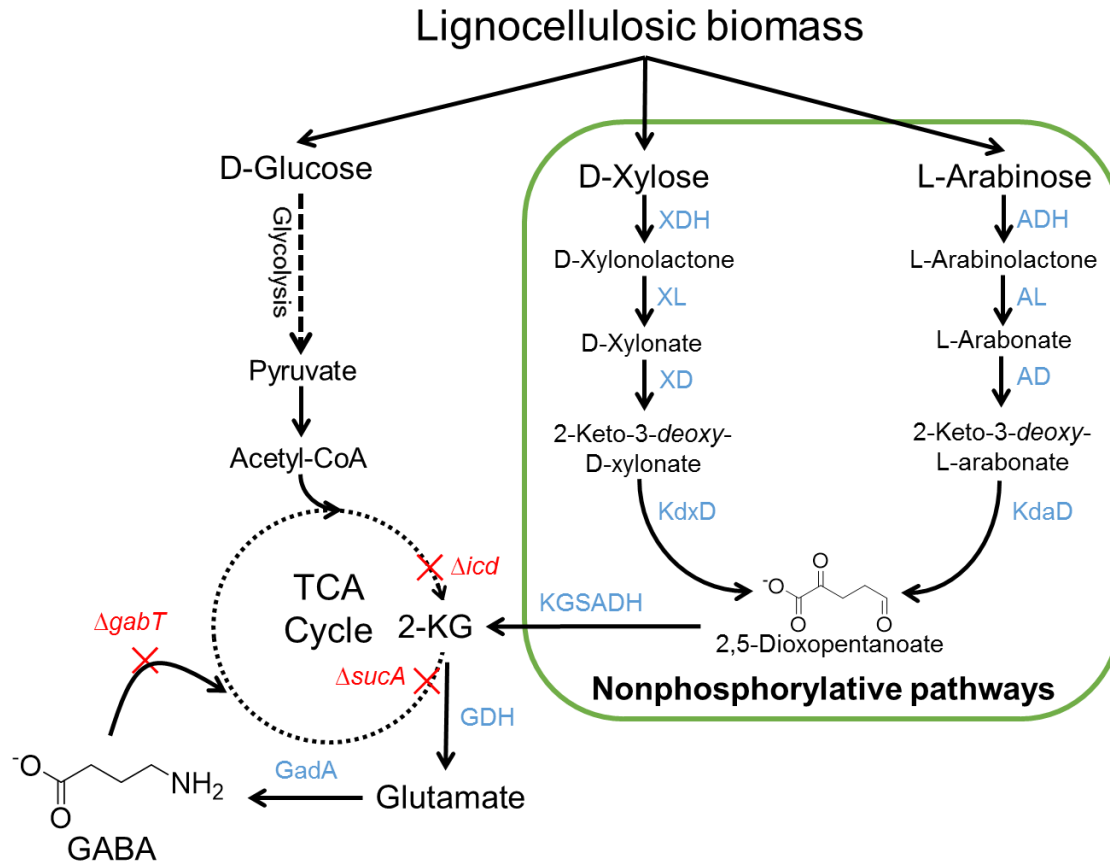 Lignocellulosic biomass
D-Glucose
D-Xylose
L-Arabinose
Glycolysis
XDH
ADH
D-Xylonolactone
L-Arabinolactone
XL
AL
D-Xylonate
L-Arabonate
XD
AD
Pyruvate
2-Keto-3-deoxy-
D-xylonate
2-Keto-3-deoxy-
L-arabonate
Acetyl-CoA
KdxD
KdaD
Δicd
TCA
Cycle
2-KG
KGSADH
-O
O
O
O
2,5-Dioxopentanoate
ΔgabT
ΔsucA
Nonphosphorylative pathways
GDH
GadA
Glutamate
-O
O
NH2
GABA